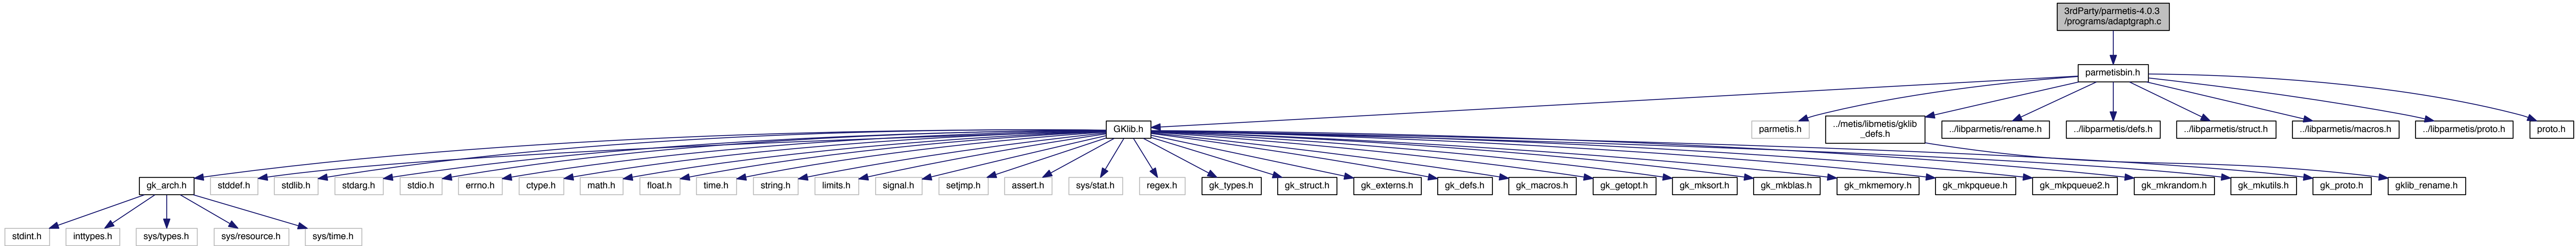 3rdParty/parmetis-4.0.3
/programs/adaptgraph.c
parmetisbin.h
GKlib.h
parmetis.h
../metis/libmetis/gklib
_defs.h
../libparmetis/rename.h
../libparmetis/defs.h
../libparmetis/struct.h
../libparmetis/macros.h
../libparmetis/proto.h
proto.h
gk_arch.h
stddef.h
stdlib.h
stdarg.h
stdio.h
errno.h
ctype.h
math.h
float.h
time.h
string.h
limits.h
signal.h
setjmp.h
assert.h
sys/stat.h
regex.h
gk_types.h
gk_struct.h
gk_externs.h
gk_defs.h
gk_macros.h
gk_getopt.h
gk_mksort.h
gk_mkblas.h
gk_mkmemory.h
gk_mkpqueue.h
gk_mkpqueue2.h
gk_mkrandom.h
gk_mkutils.h
gk_proto.h
gklib_rename.h
stdint.h
inttypes.h
sys/types.h
sys/resource.h
sys/time.h